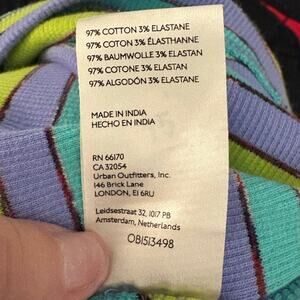 97% COTTON 3% ELASTANE
97% COTON 3% ÉLASTHANNE
97% BAUMWOLLE 3% ELASTAN
97% COTONE 3% ELASTAN
97% ALGODÓN 3% ELASTANE
MADE IN INDIA
HECHO EN INDIA
RN 66170
CA 32054
Urban Outfitters, Inc.
146 Brick Lane
LONDON, E1 6RU
Leidsestraat 32, 1017 PB
Amsterdam, Netherlands
OB1513498